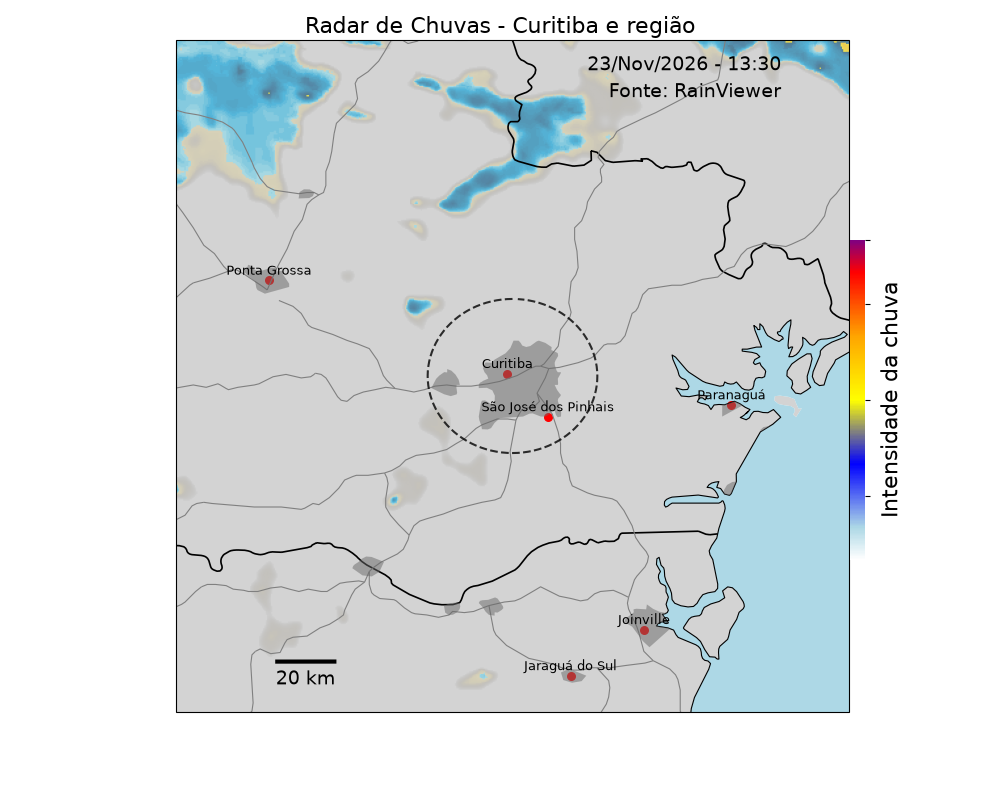 Radar de Chuvas - Curitiba e região
23/Nov/2026 - 13:30
Fonte: RainViewer
Ponta Grossa
Curitiba
Paranaguá
São José dos Pinhais
Intensidade da chuva
Joinville
Jaraguá do Sul
20 km